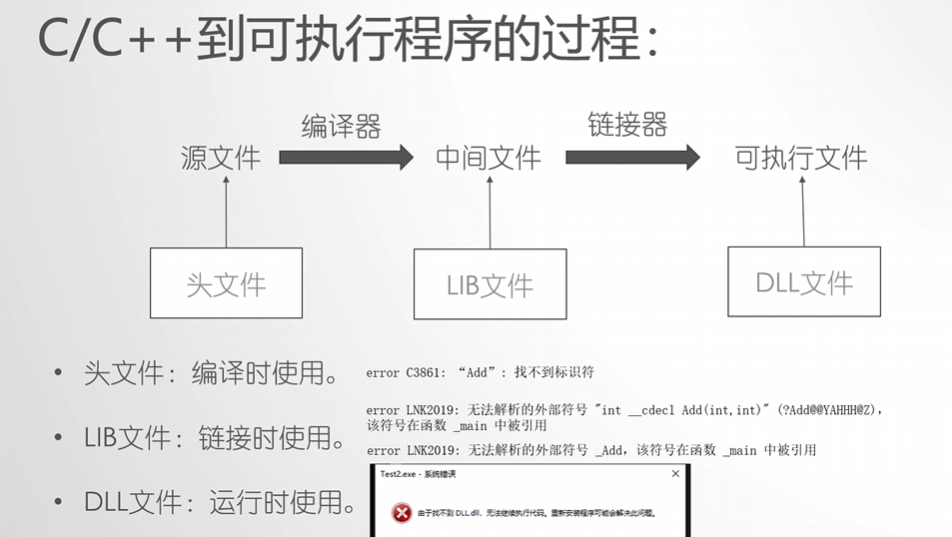 C/C++到可执行程序的过程：
编译器
链接器
源文件
中间文件
可执行文件
头文件
LIB文件
DLL文件
• 头文件：编译时使用。
error C3861: “Add”: 找不到标识符
error LNK2019: 无法解析的外部符号 "int __cdecl Add(int,int)" (?Add@@YAHHH@Z),
该符号在函数 _main 中被引用
• LIB文件：链接时使用。
error LNK2019: 无法解析的外部符号 _Add，该符号在函数 _main 中被引用
Test2.exe - 系统错误
• DLL文件：运行时使用。
由于找不到 DLL.dll，无法继续执行代码。重新安装程序可能会解决此问题。